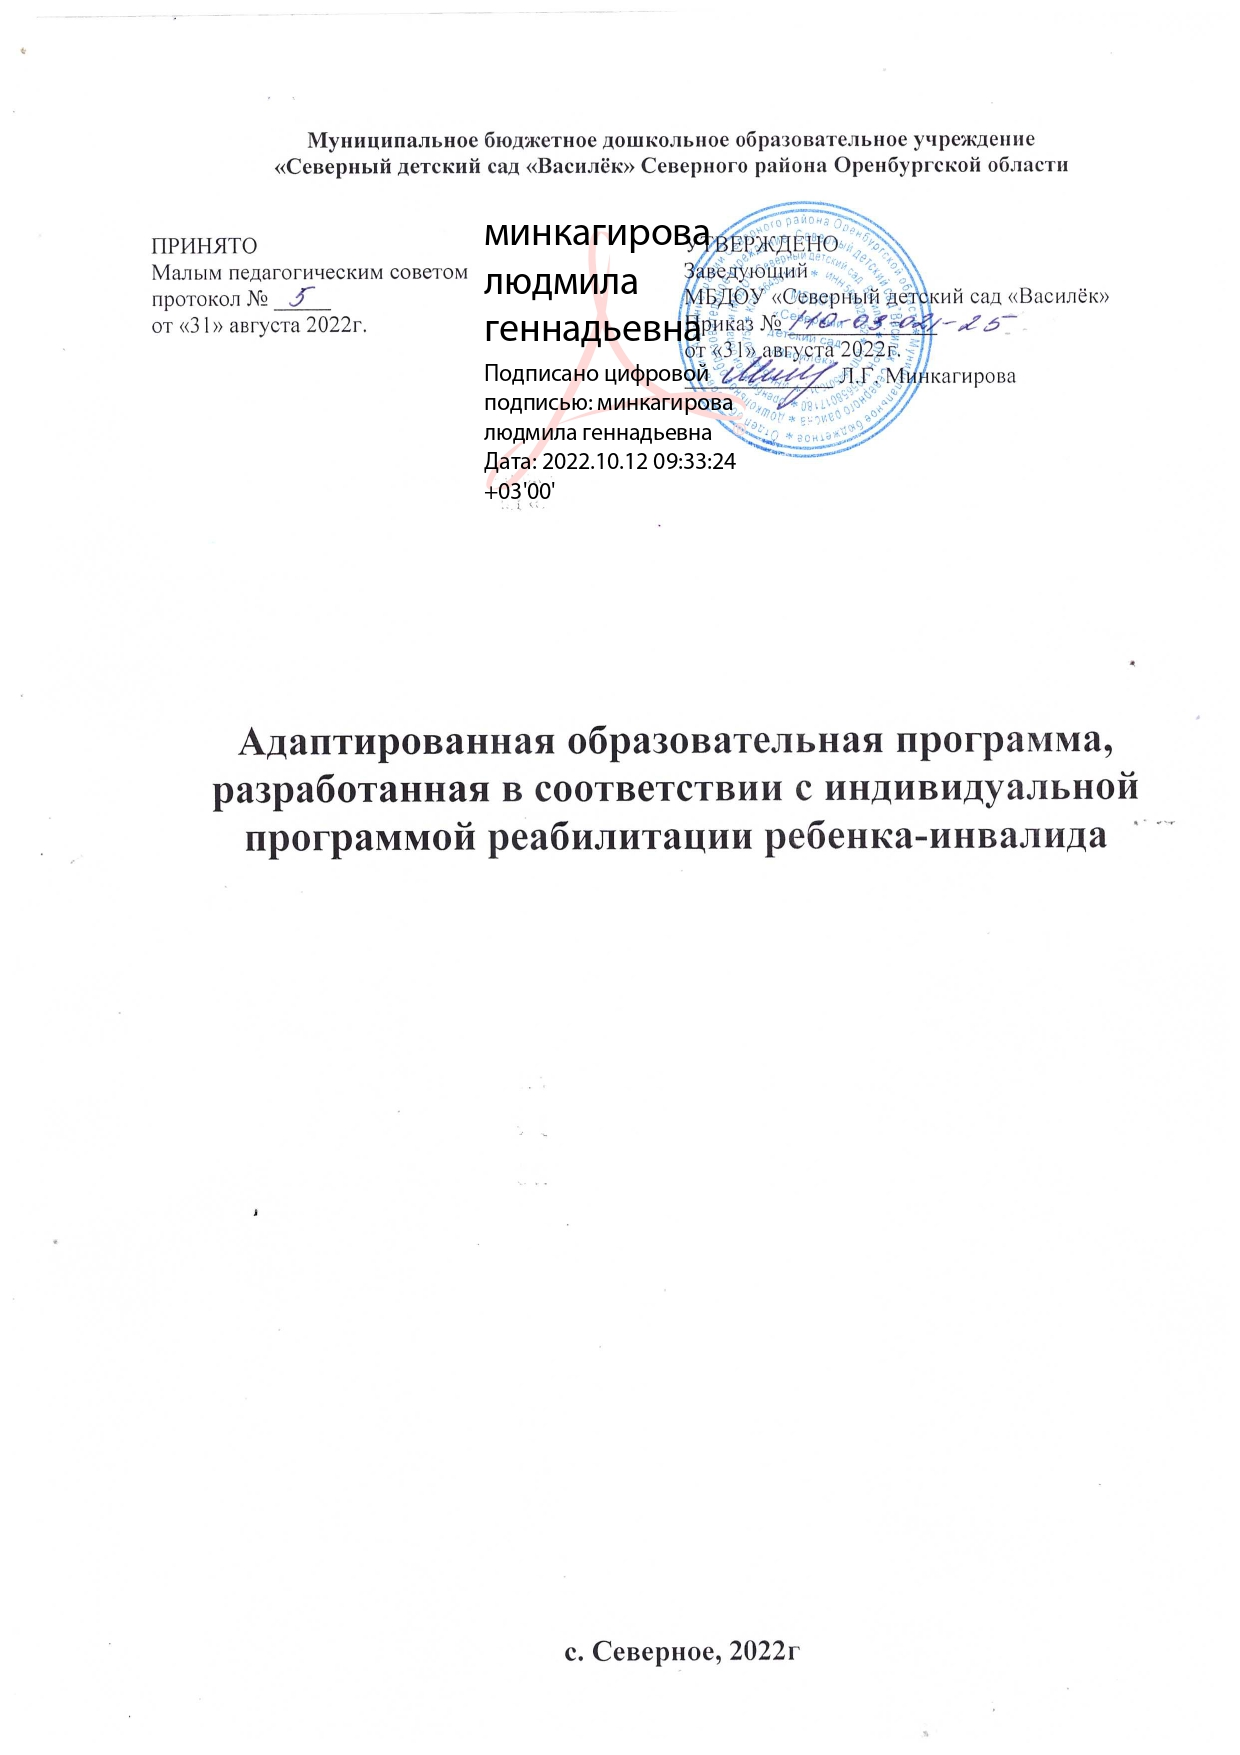 Муниципальное бюджетное дошкольное образовательное учреждение
«Северный детский сад «Василёк» Северного района Оренбургской области
ПРИНЯТО
Малым педагогическим советом
протокол № 5
от «31» августа 2022г.
минкагирова
людмила
геннадьевна
Подписано цифровой
подписью: минкагирова
людмила геннадьевна
Дата: 2022.10.12 09:33:24
+03'00'
УТВЕРЖДЕНО
Заведующий
МБДОУ «Северный детский сад «Василёк»
Приказ № 110-03-021-25
от «31» августа 2022г.
Л.Г. Минкагирова
Адаптированная образовательная программа,
разработанная в соответствии с индивидуальной
программой реабилитации ребенка-инвалида
с. Северное, 2022г